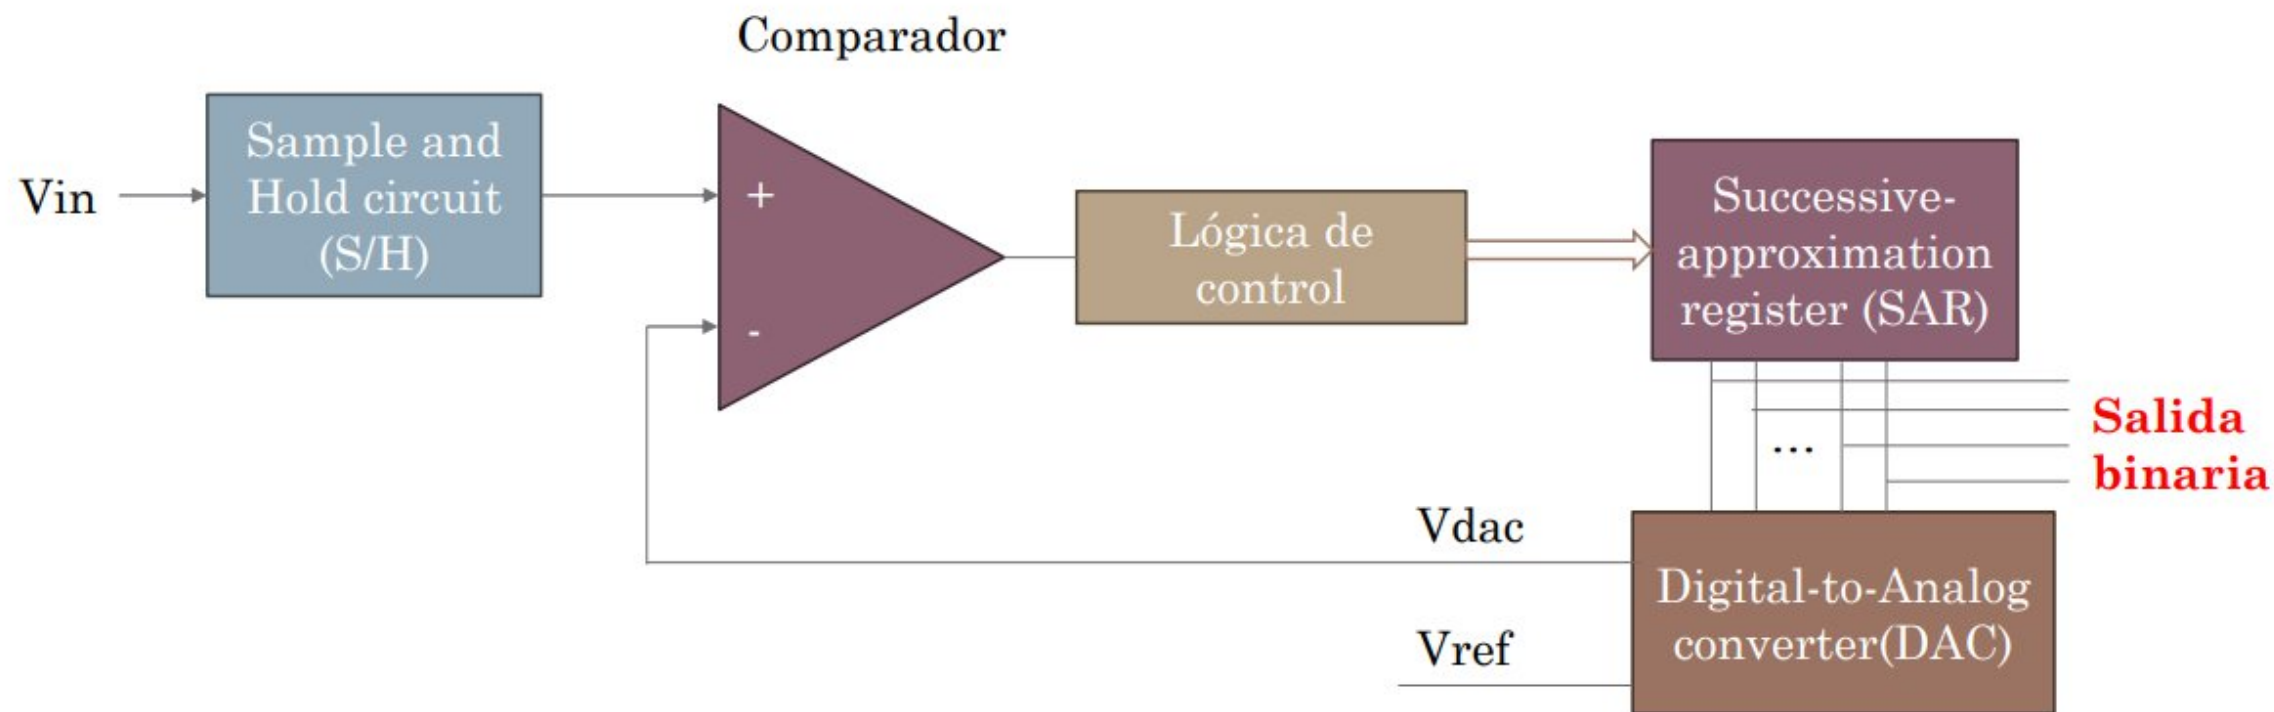 Comparador
Vin
Sample and
Hold circuit
(S/H)
+
-
Lógica de
control
Successive-
approximation
register (SAR)
...
Salida
binaria
Vdac
Vref
Digital-to-Analog
converter(DAC)